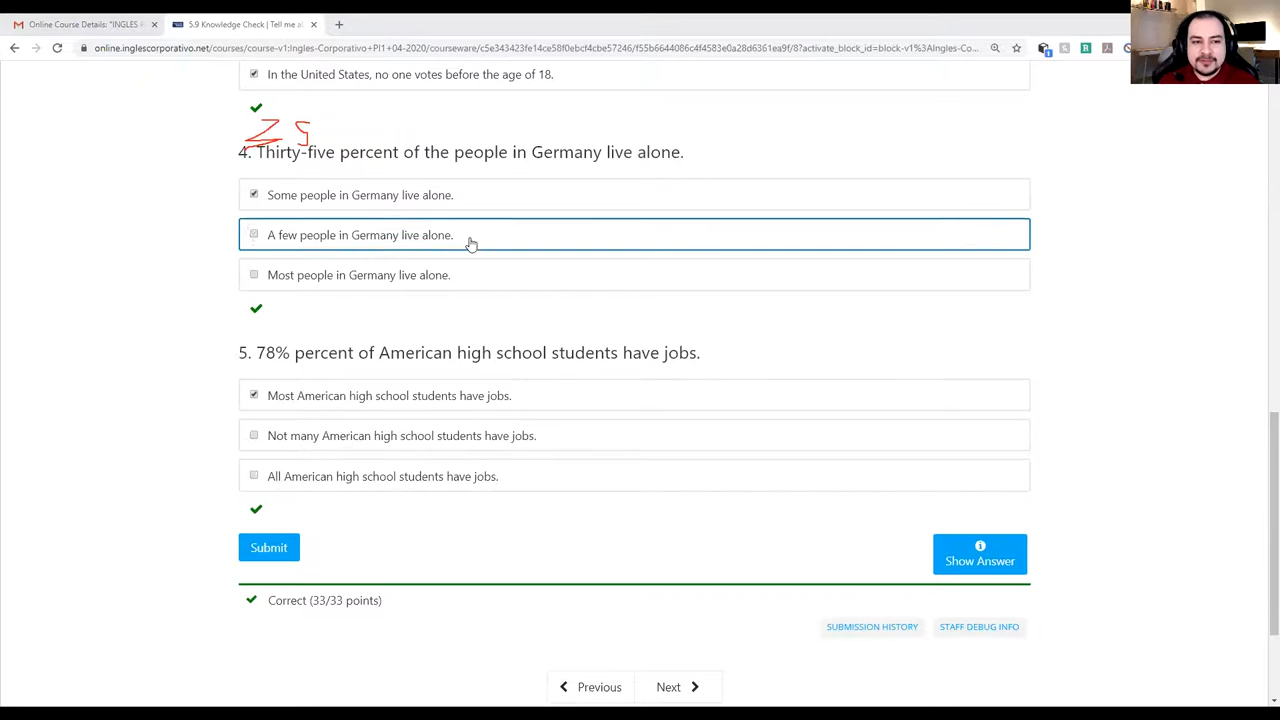 Online Course Details: "INGLES
5.9 Knowledge Check | Tell me a
online.inglescorporativo.net/courses/course-v1:Ingles-Corporativo+PI1+04-2020/courseware/c5e343423fe14ce58f0ebcf4cbe57246/f55b6644086c4f4583e0a28d6361ea9f/8?activate_block_id=block-v1%3AIngles-Co...
In the United States, no one votes before the age of 18.
4. Thirty-five percent of the people in Germany live alone.
Some people in Germany live alone.
A few people in Germany live alone.
Most people in Germany live alone.
5. 78% percent of American high school students have jobs.
Most American high school students have jobs.
Not many American high school students have jobs.
All American high school students have jobs.
Submit
Show Answer
Correct (33/33 points)
SUBMISSION HISTORY STAFF DEBUG INFO
Previous Next